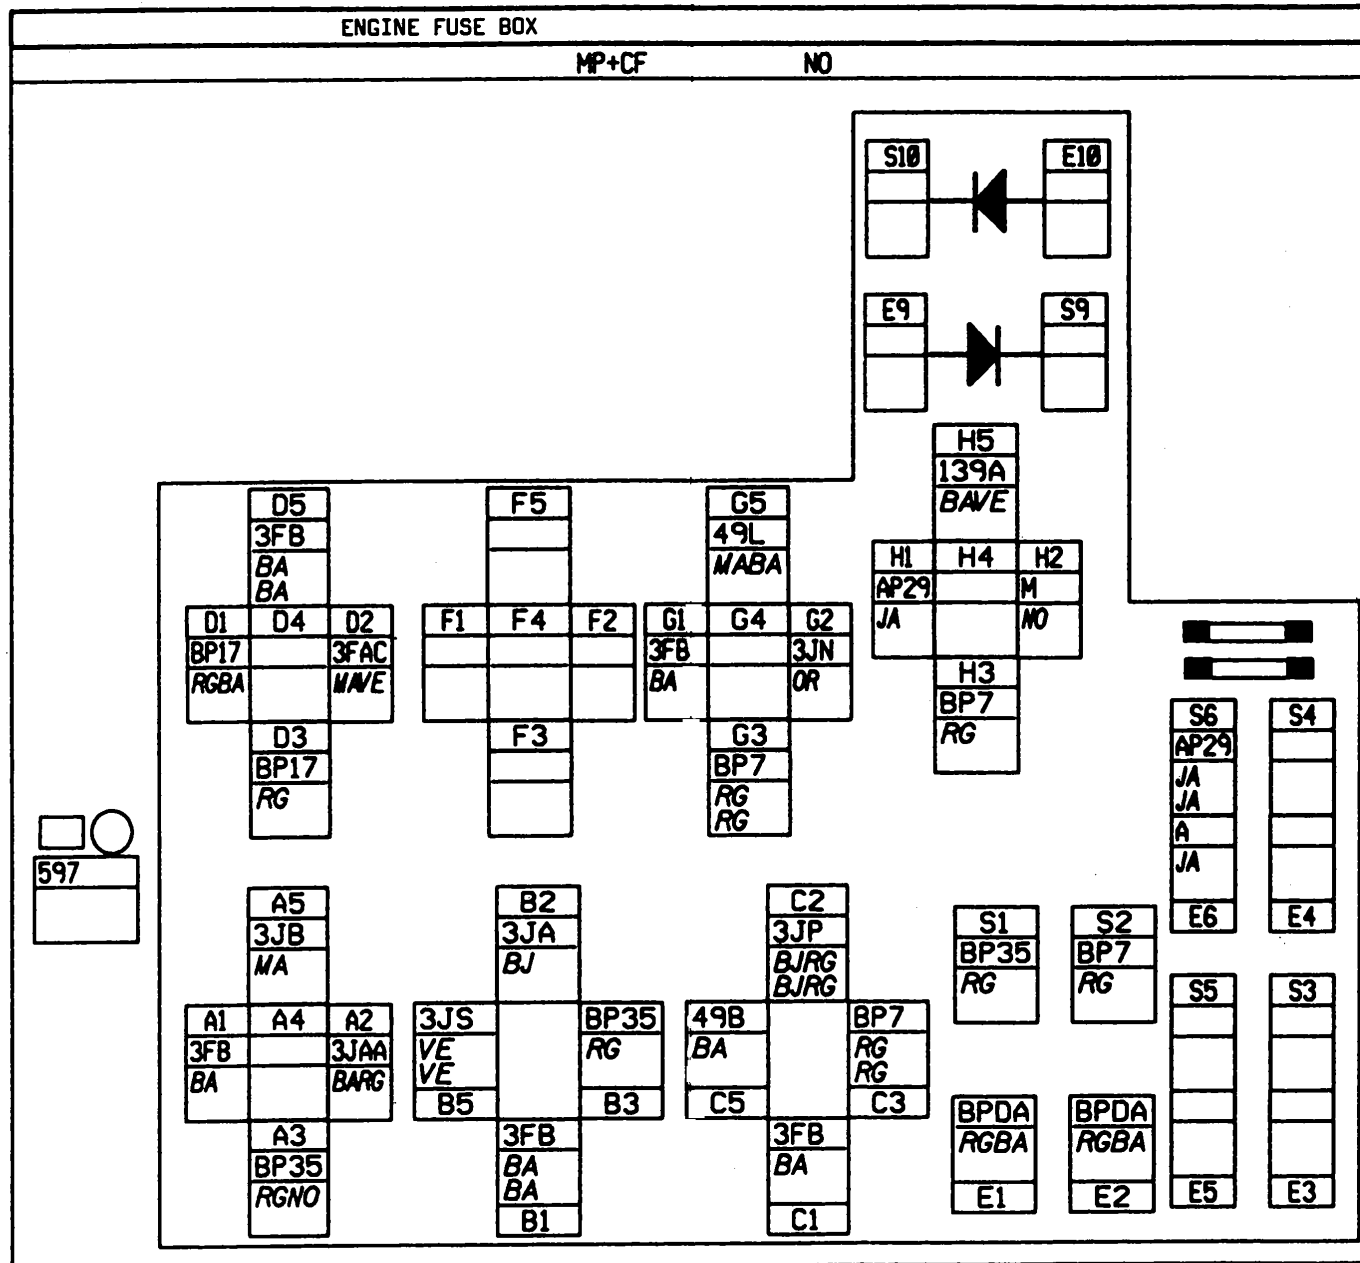 ENGINE FUSE BOX
MP+CF NO
S10 E10
E9 S9
H5
139A
BAVE
H1 H4 H2
AP29 M
JA NO
H3
BP7
RG
D5
3FB
BA
BA
D1 D4 D2
BP17 3FAC
RGBA MAVE
D3
BP17
RG
F5
F1 F4 F2
F3
G5
49L
MABA
G1 G4 G2
3FB 3JN
BA OR
G3
BP7
RG
RG
S6 S4
AP29
JA
JA
A
JA
E6 E4
597
A5
3JB
MA
A1 A4 A2
3FB 3JAA
BA BARG
A3
BP35
RGNO
B2
3JA
BJ
3JS BP35
VE RG
VE
B5 B3
3FB
BA
BA
B1
C2
3JP
BJRG
BJRG
49B BP7
BA RG
RG
C5 C3
3FB
BA
C1
S1 S2
BP35 BP7
RG RG
BPDA BPDA
RGBA RGBA
E1 E2
S5 S3
E5 E3